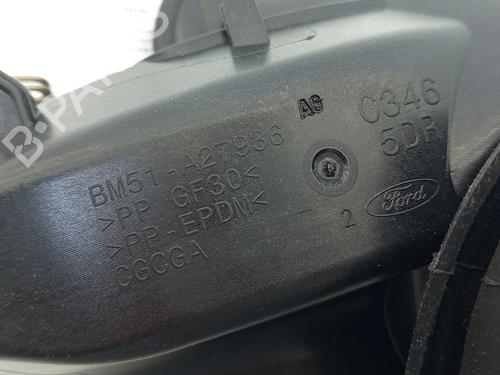 BM51-A27936 AG
>PP GF30<
>PP-EPDM<
CGCGA
C346
5DR
2
Ford
B-PARTS